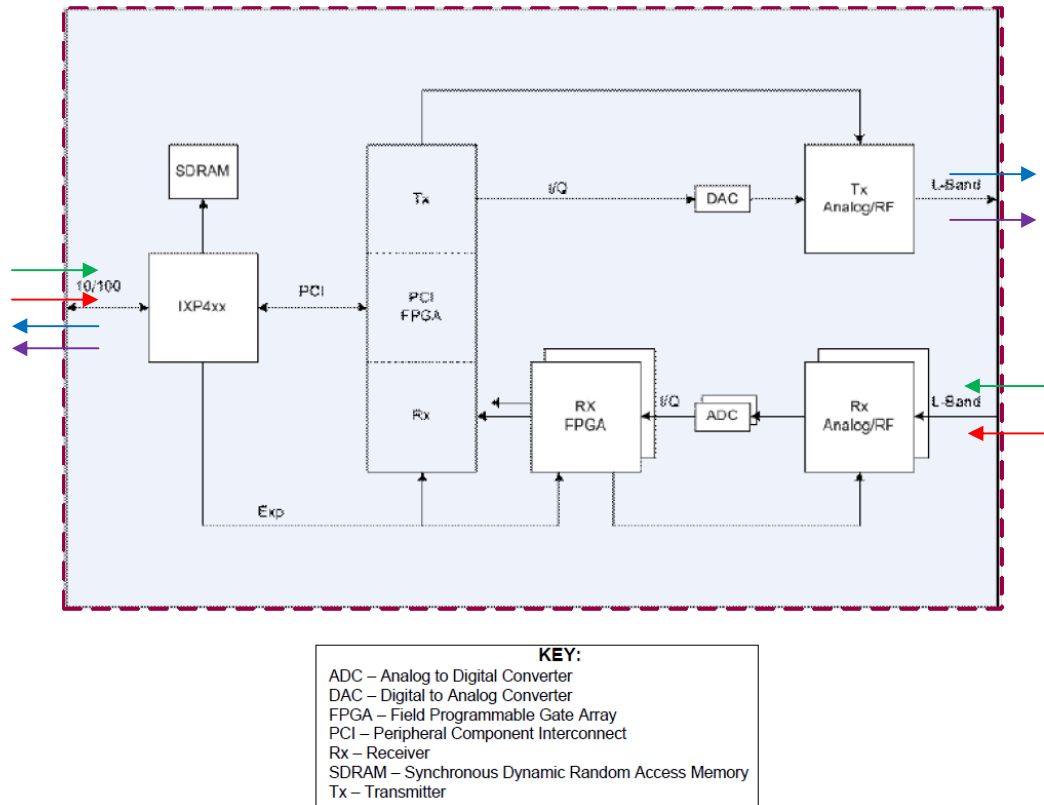 SDRAM
Tx
I/Q
DAC
Tx
Analog/RF
L-Band
10/100
IXP4xx
PCI
PCI
FPGA
Rx
RX
FPGA
I/Q
ADC
Rx
Analog/RF
L-Band
Exp
KEY:
ADC – Analog to Digital Converter
DAC – Digital to Analog Converter
FPGA – Field Programmable Gate Array
PCI – Peripheral Component Interconnect
Rx – Receiver
SDRAM – Synchronous Dynamic Random Access Memory
Tx – Transmitter